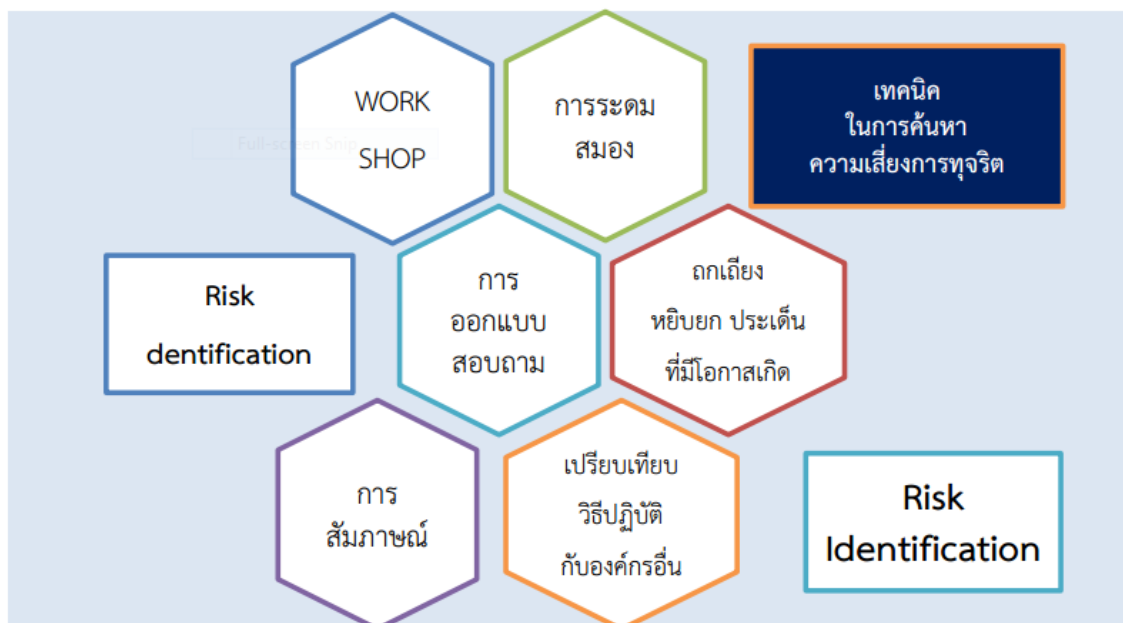 WORK
SHOP
การระดม
สมอง
เทคนิค
ในการค้นหา
ความเสี่ยงการทุจริต
Full-screen Snip
Risk
dentification
การ
ออกแบบ
สอบถาม
ถกเถียง
หยิบยก ประเด็น
ที่มีโอกาสเกิด
การ
สัมภาษณ์
เปรียบเทียบ
วิธีปฏิบัติ
กับองค์กรอื่น
Risk
Identification